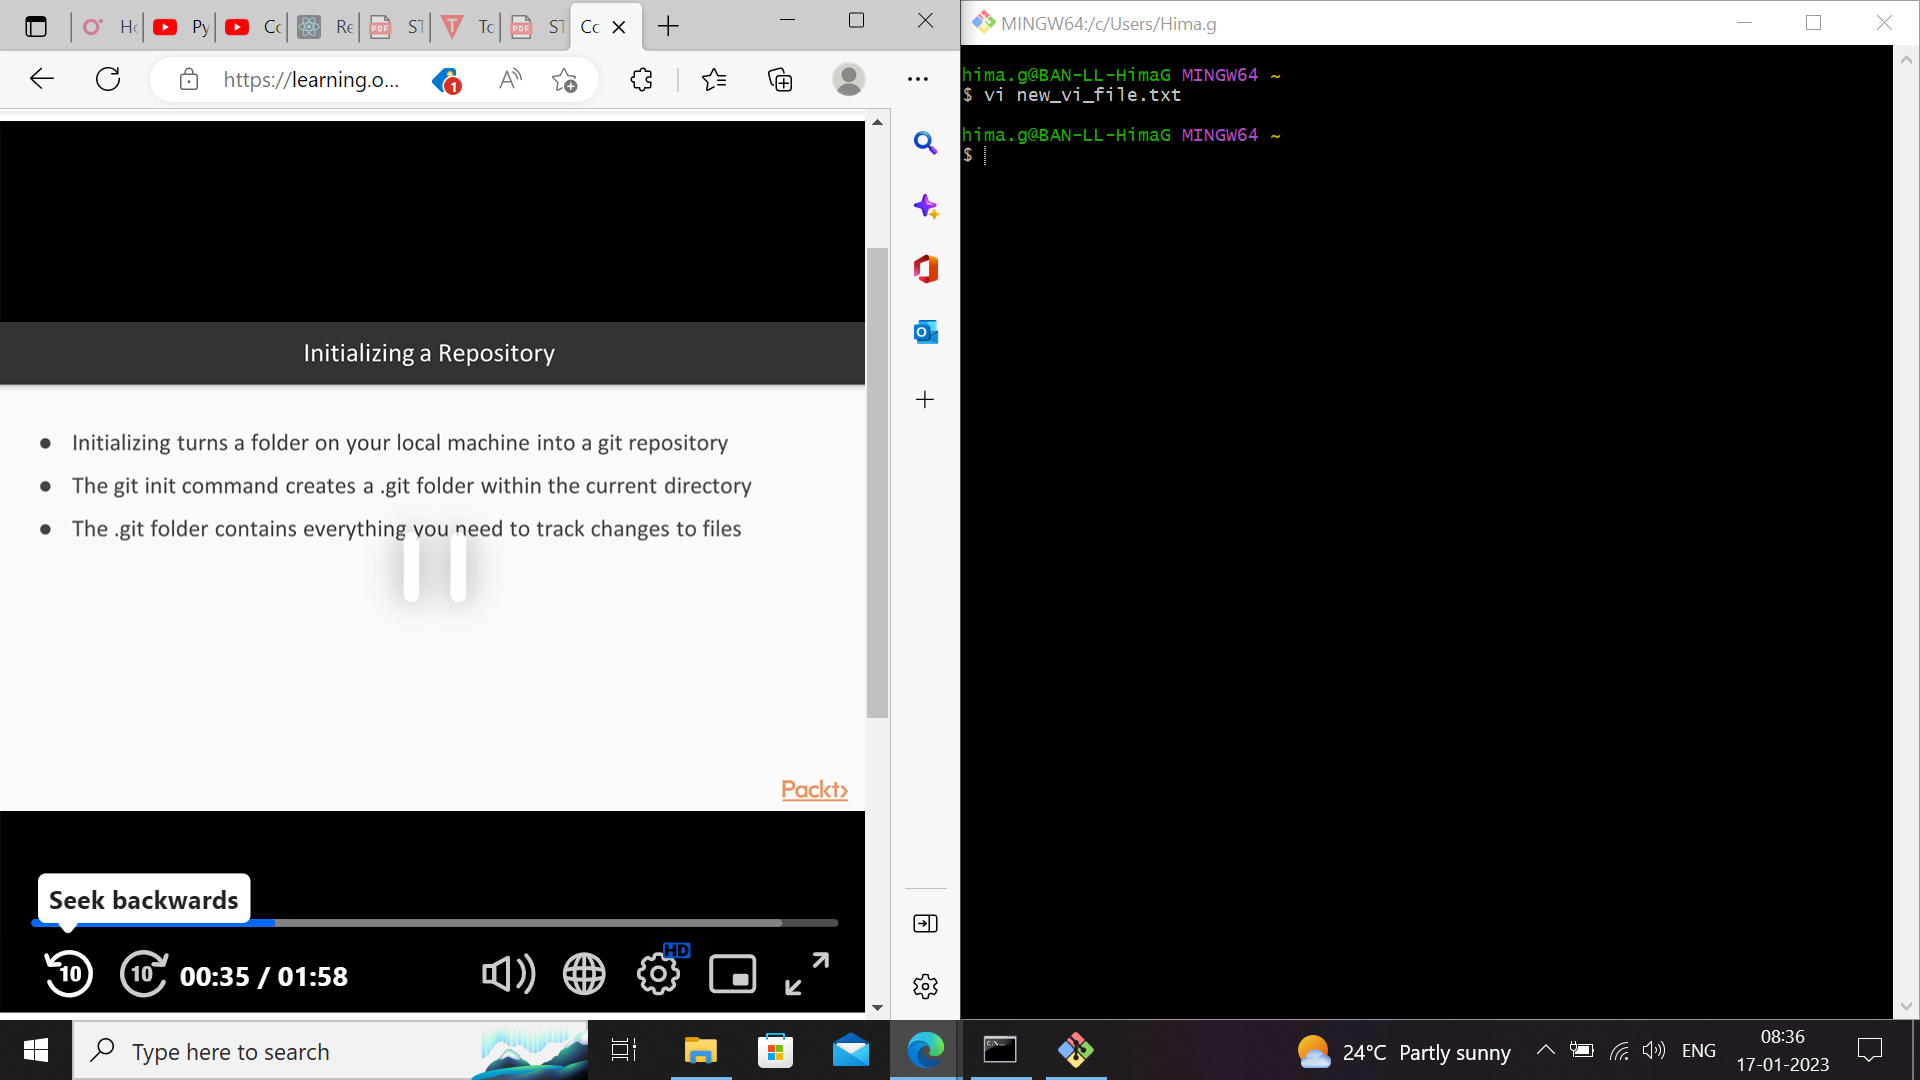 Hc
Py
Cc
Re
PDF
ST
Tc
PDF
ST
Cc
https://learning.o...
1
Initializing a Repository
Initializing turns a folder on your local machine into a git repository
The git init command creates a .git folder within the current directory
The .git folder contains everything you need to track changes to files
Packt>
Seek backwards
10
10
00:35 / 01:58
HD
MINGW64:/c/Users/Hima.g
hima.g@BAN-LL-HimaG MINGW64 ~
$ vi new_vi_file.txt
hima.g@BAN-LL-HimaG MINGW64 ~
$
Type here to search
24°C Partly sunny
ENG
08:36
17-01-2023